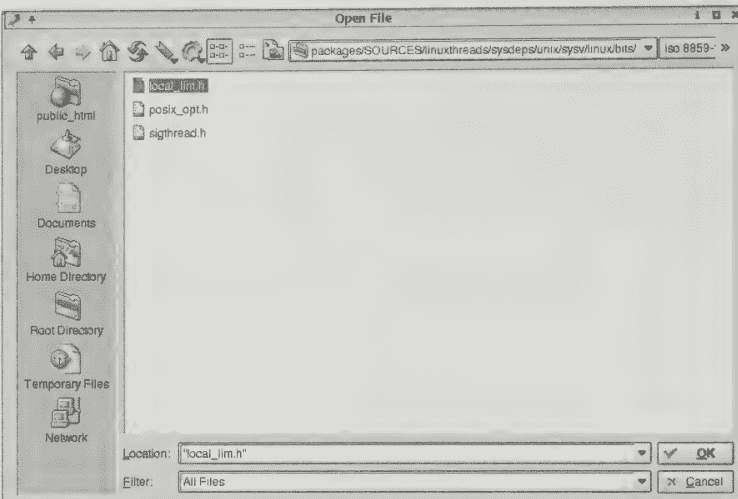 Open File
packages/SOURCES/linuxthreads/sysdeps/unix/sysv/linux/bits/
iso 8859-
public_html
Desktop
Documents
Home Directory
Root Directory
Temporary Files
Network
local_lim.h
posix_opt.h
sigthread.h
Location: "local_lim.h"
OK
Filter: All Files
Cancel